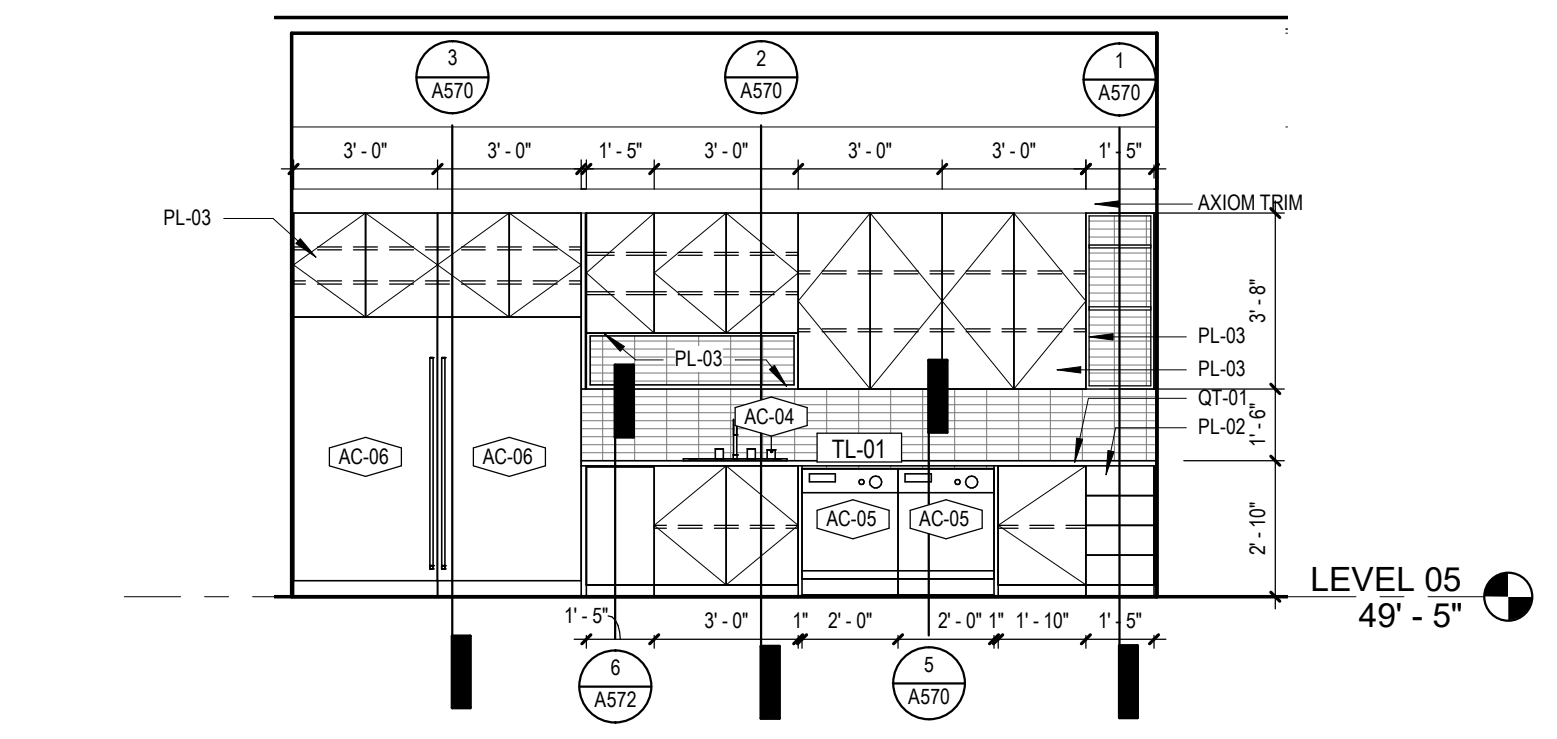 3
A570
2
A570
1
A570
3' - 0"
3' - 0"
1' - 5"
3' - 0"
3' - 0"
3' - 0"
1' - 5"
PL-03
AXIOM TRIM
3' - 8"
PL-03
PL-03
PL-03
QT-01
1' - 6"
PL-02
AC-04
TL-01
AC-06
AC-06
AC-05
AC-05
2' - 10"
LEVEL 05
49' - 5"
1' - 5"
3' - 0"
1"
2' - 0"
2' - 0"
1"
1' - 10"
1' - 5"
6
A572
5
A570